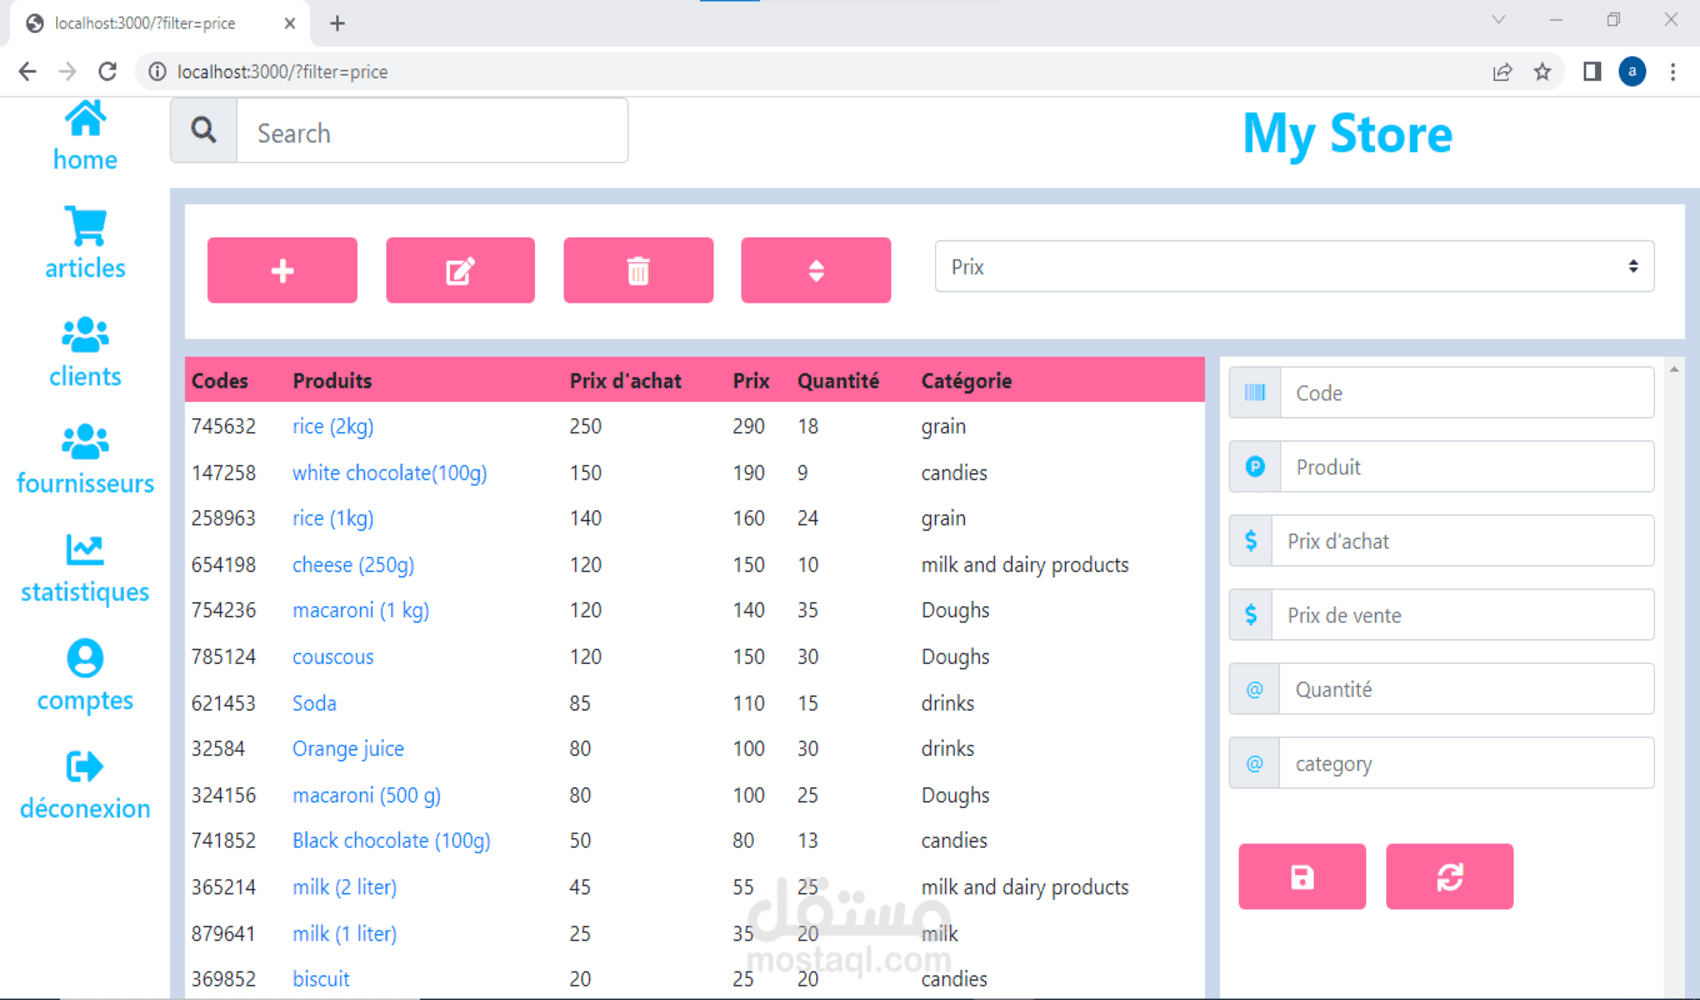 localhost:3000/?filter=price
localhost:3000/?filter=price
a
home
Search
My Store
articles
clients
fournisseurs
statistiques
comptes
déconexion
Prix
Codes Produits Prix d'achat Prix Quantité Catégorie
745632 rice (2kg) 250 290 18 grain
147258 white chocolate(100g) 150 190 9 candies
258963 rice (1kg) 140 160 24 grain
654198 cheese (250g) 120 150 10 milk and dairy products
754236 macaroni (1 kg) 120 140 35 Doughs
785124 couscous 120 150 30 Doughs
621453 Soda 85 110 15 drinks
32584 Orange juice 80 100 30 drinks
324156 macaroni (500 g) 80 100 25 Doughs
741852 Black chocolate (100g) 50 80 13 candies
365214 milk (2 liter) 45 55 25 milk and dairy products
879641 milk (1 liter) 25 35 20 milk
369852 biscuit 20 25 20 candies
Code
P Produit
$ Prix d'achat
$ Prix de vente
@ Quantité
@ category
مستقل
mostaql.com